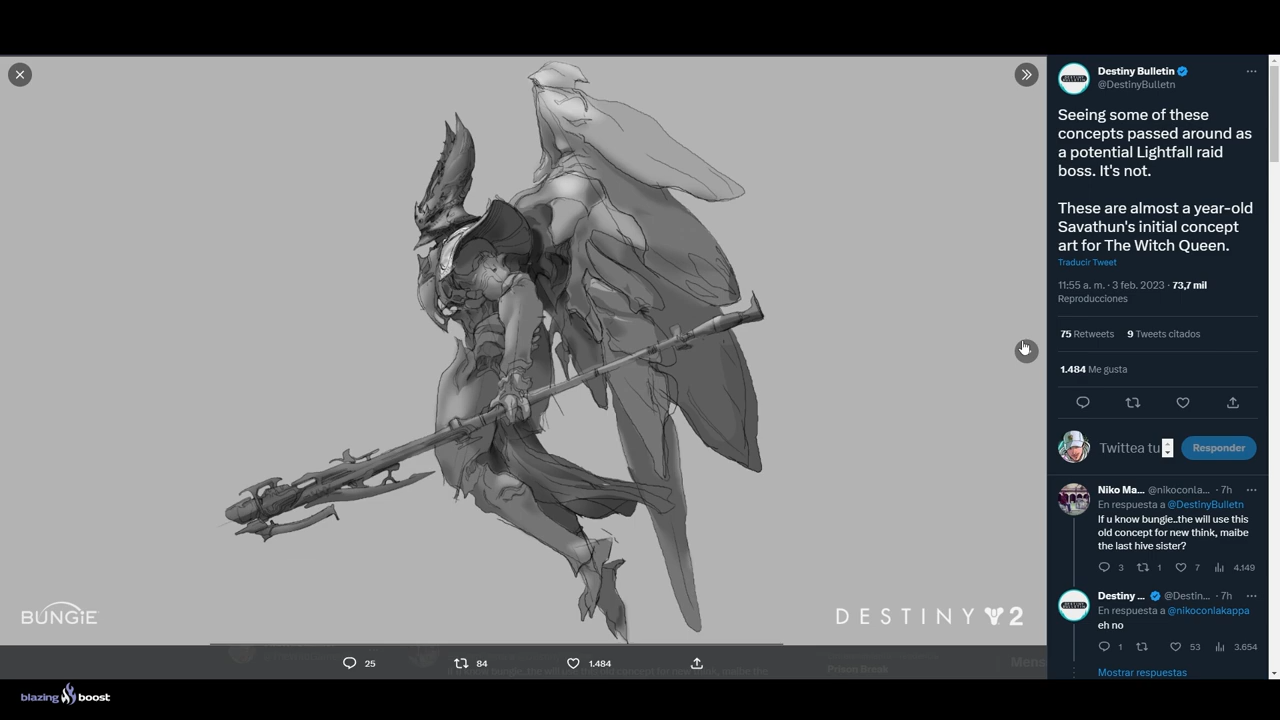 Destiny Bulletin
@DestinyBulletn
Seeing some of these
concepts passed around as
a potential Lightfall raid
boss. It's not.
These are almost a year-old
Savathun's initial concept
art for The Witch Queen.
Traducir Tweet
11:55 a. m. · 3 feb. 2023 · 73,7 mil
Reproducciones
75 Retweets 9 Tweets citados
1.484 Me gusta
Twittea tu
Responder
Niko Ma... @nikoconla... · 7h
En respuesta a @DestinyBulletn
If u know bungie..the will use this
old concept for new think, maibe
the last hive sister?
3 1 7 4.149
Destiny ... @Destin... · 7h
En respuesta a @nikoconlakappa
eh no
1 53 3.654
Mostrar respuestas
BUNGiE
DESTINY 2
25 84 1.484
Prison Break
Mens
blazing boost